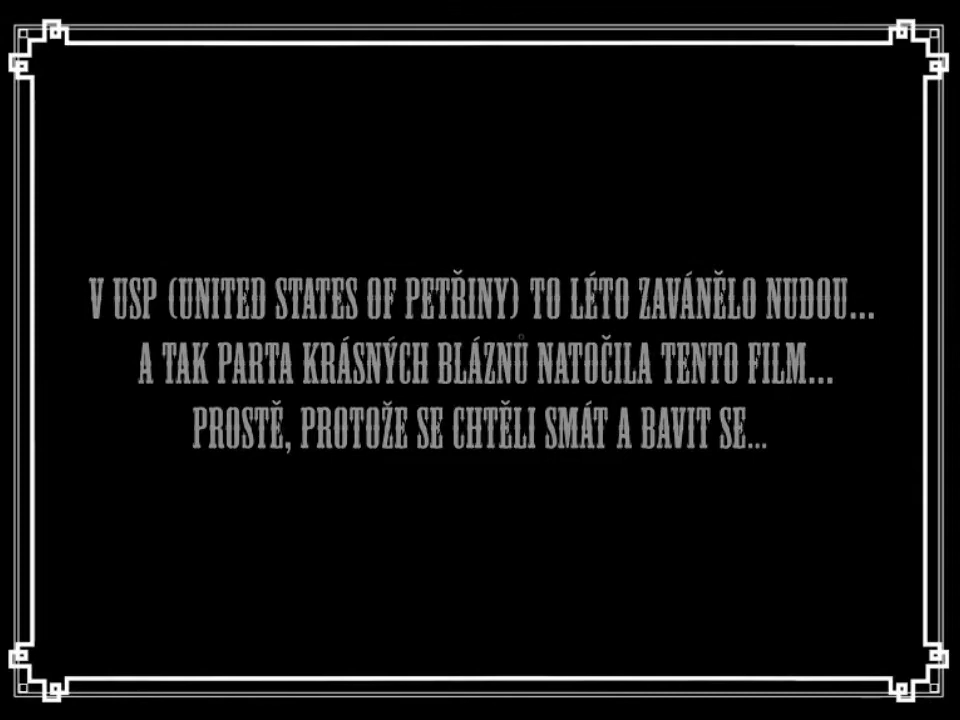 V USP (UNITED STATES OF PETŘINY) TO LÉTO ZAVÁNĚLO NUDOU...
A TAK PARTA KRÁSNÝCH BLÁZNŮ NATOČILA TENTO FILM...
PROSTĚ, PROTOŽE SE CHTĚLI SMÁT A BAVIT SE...